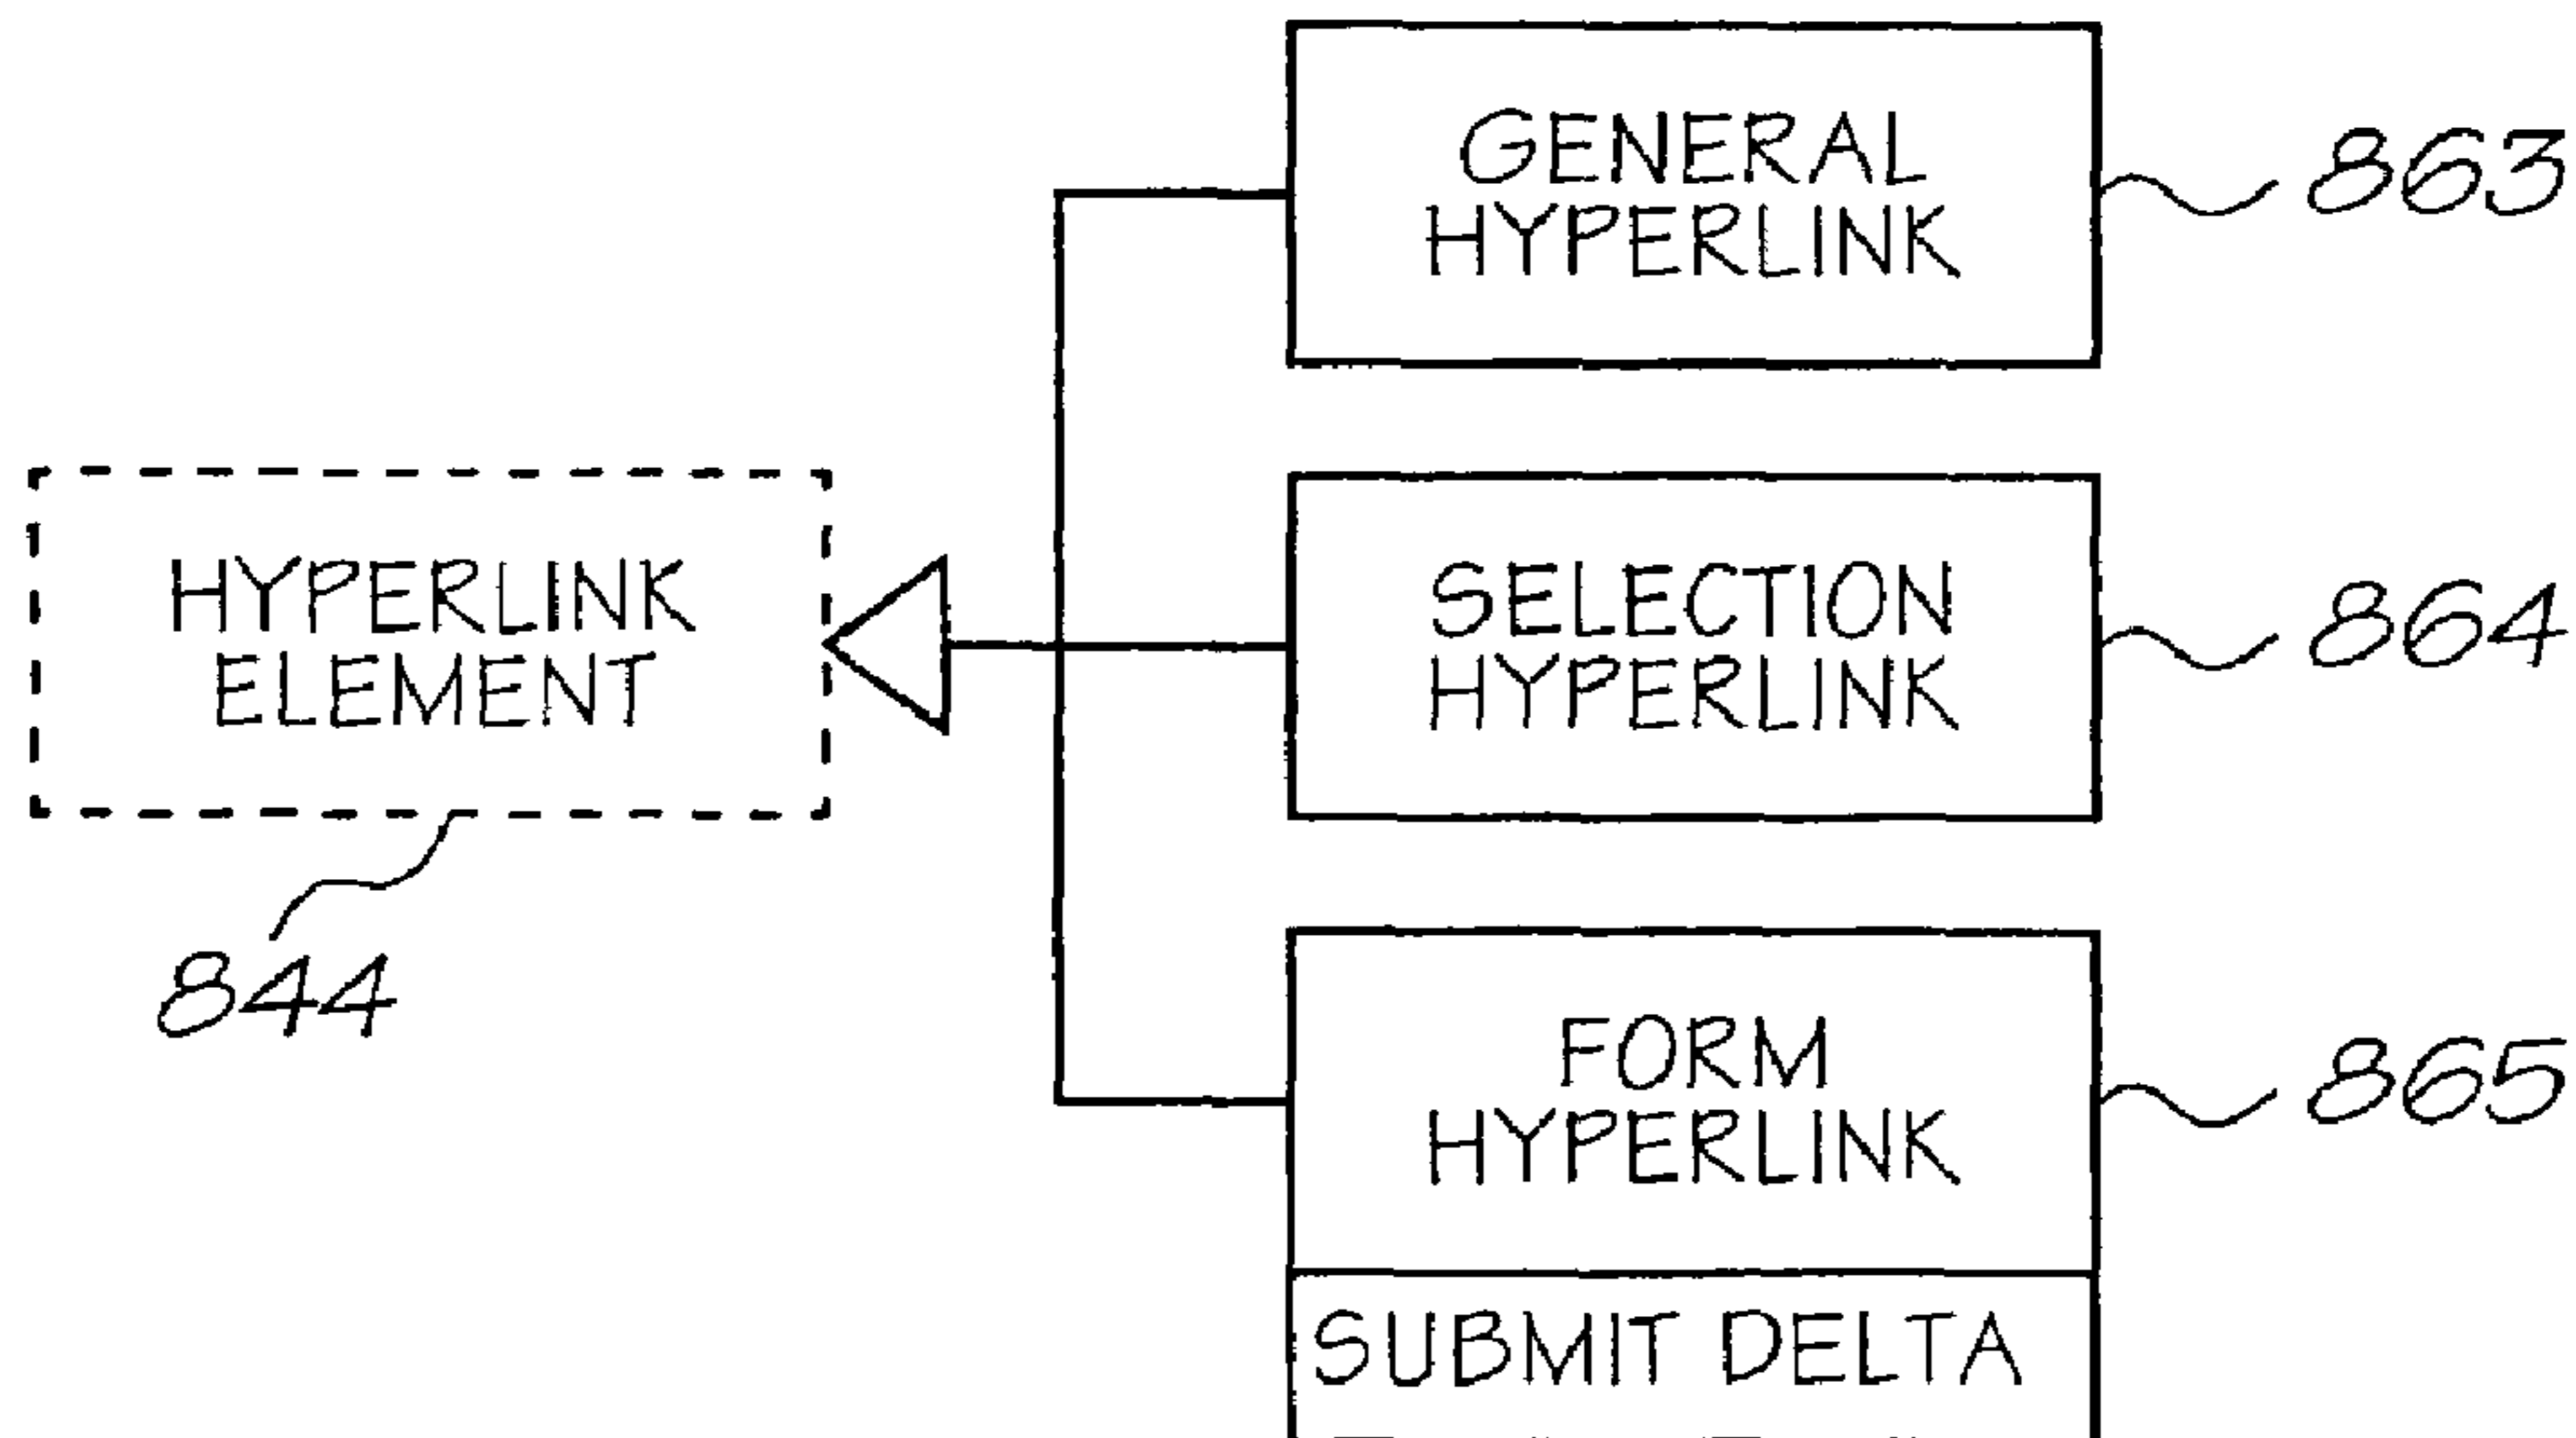 GENERAL
HYPERLINK
863
HYPERLINK
ELEMENT
844
SELECTION
HYPERLINK
864
FORM
HYPERLINK
865
SUBMIT DELTA